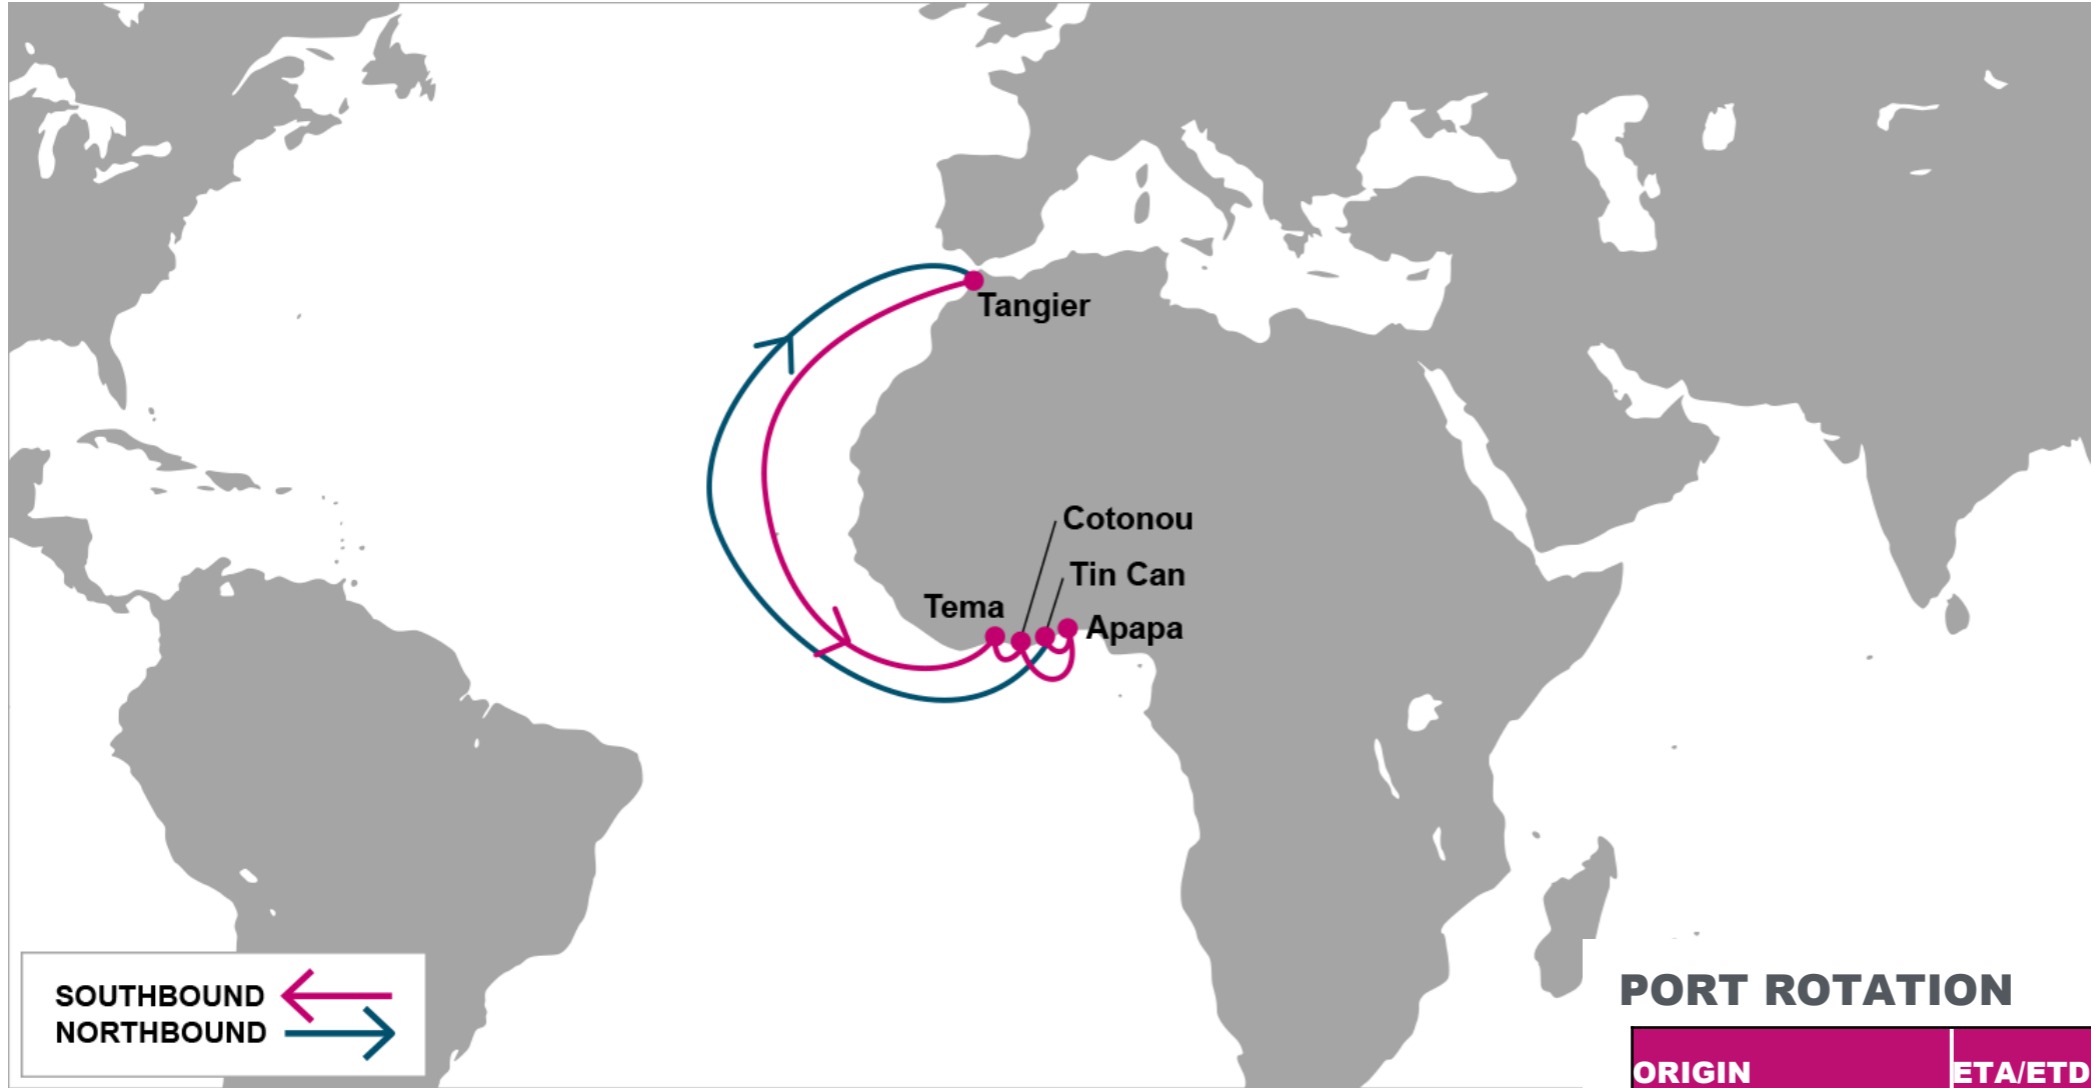 Tangier
Cotonou
Tin Can
Tema
Apapa
SOUTHBOUND
NORTHBOUND
PORT ROTATION
ORIGIN ETA/ETD